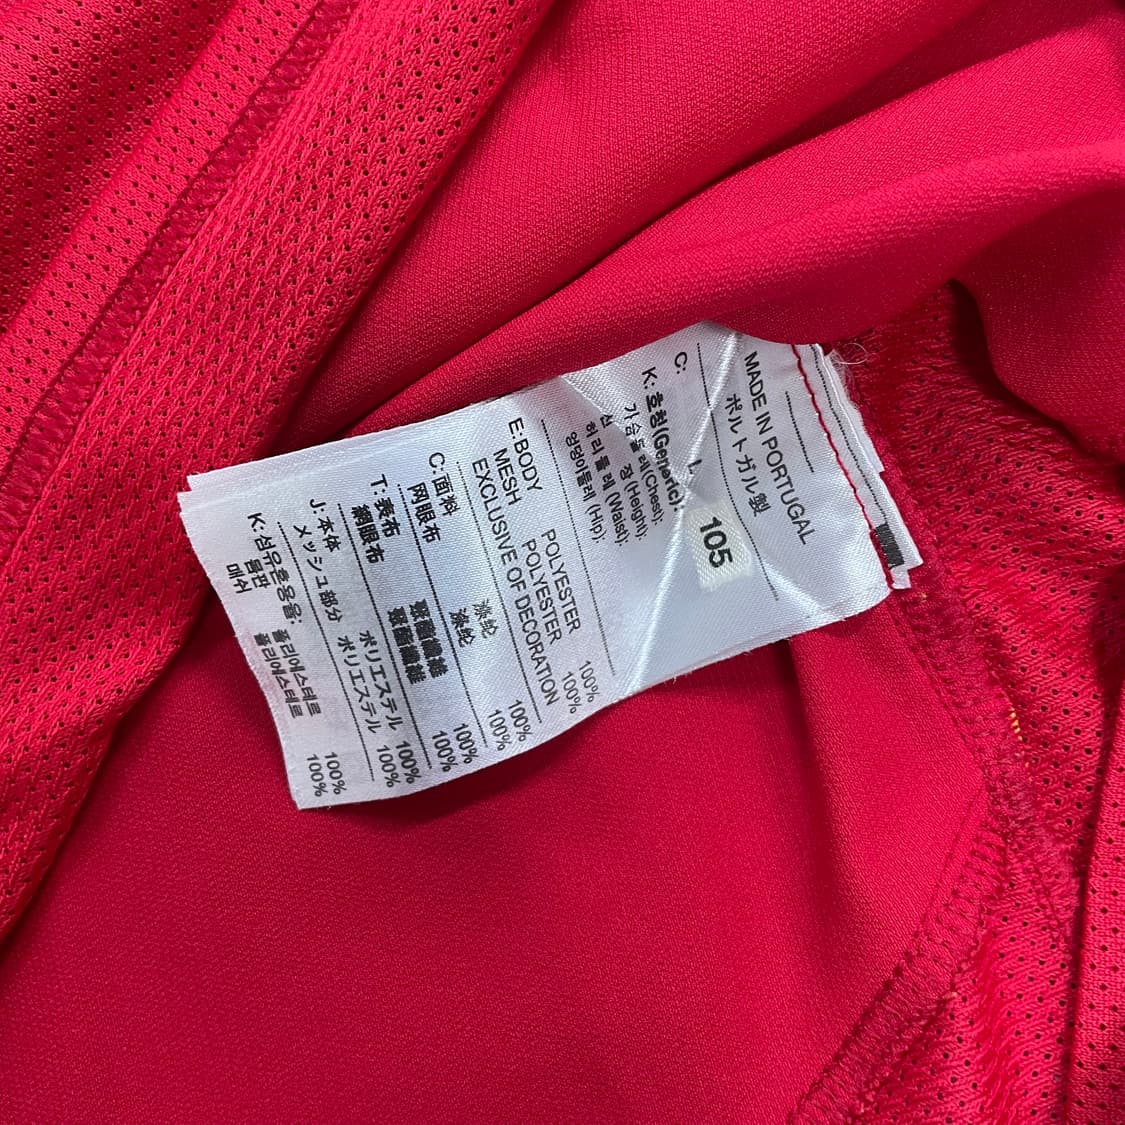 MADE IN PORTUGAL
ポルトガル製
C:
L
105
K: 호칭(Generic):
가슴둘레(Chest):
신 장(Height):
허리둘레(Waist):
엉덩이둘레(Hip):
E:BODY POLYESTER 100%
MESH POLYESTER 100%
EXCLUSIVE OF DECORATION
C:面料 涤纶 100%
网眼布 涤纶 100%
T:表布 聚酯纖維 100%
網眼布 聚酯纖維 100%
J:本体 ポリエステル 100%
メッシュ部分 ポリエステル 100%
K:섬유혼용율:
몸판 폴리에스테르 100%
매쉬 폴리에스테르 100%